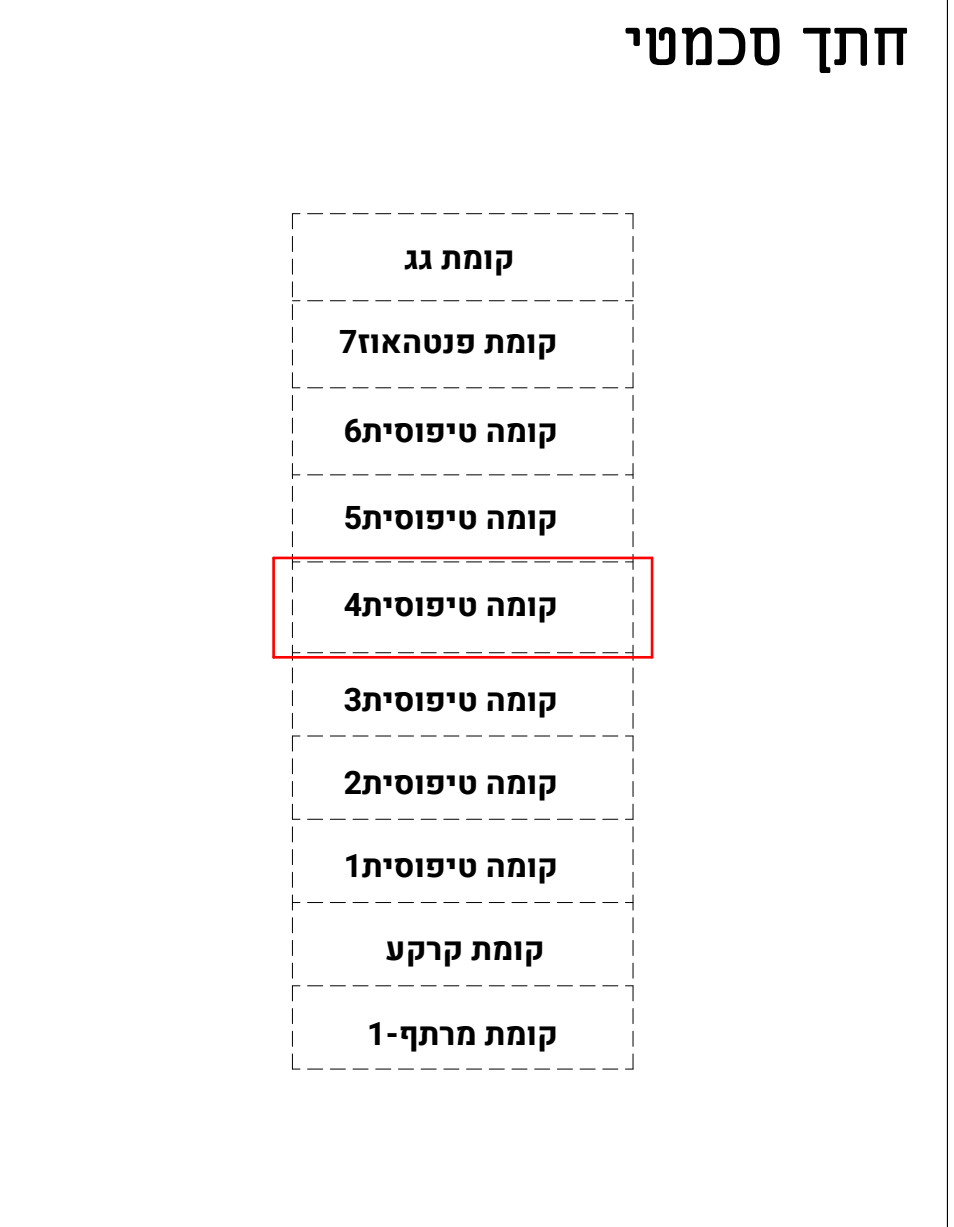 חתך סכמטי
קומת גג
קומת פנטהאוז7
קומה טיפוסית6
קומה טיפוסית5
קומה טיפוסית4
קומה טיפוסית3
קומה טיפוסית2
קומה טיפוסית1
קומת קרקע
קומת מרתף-1